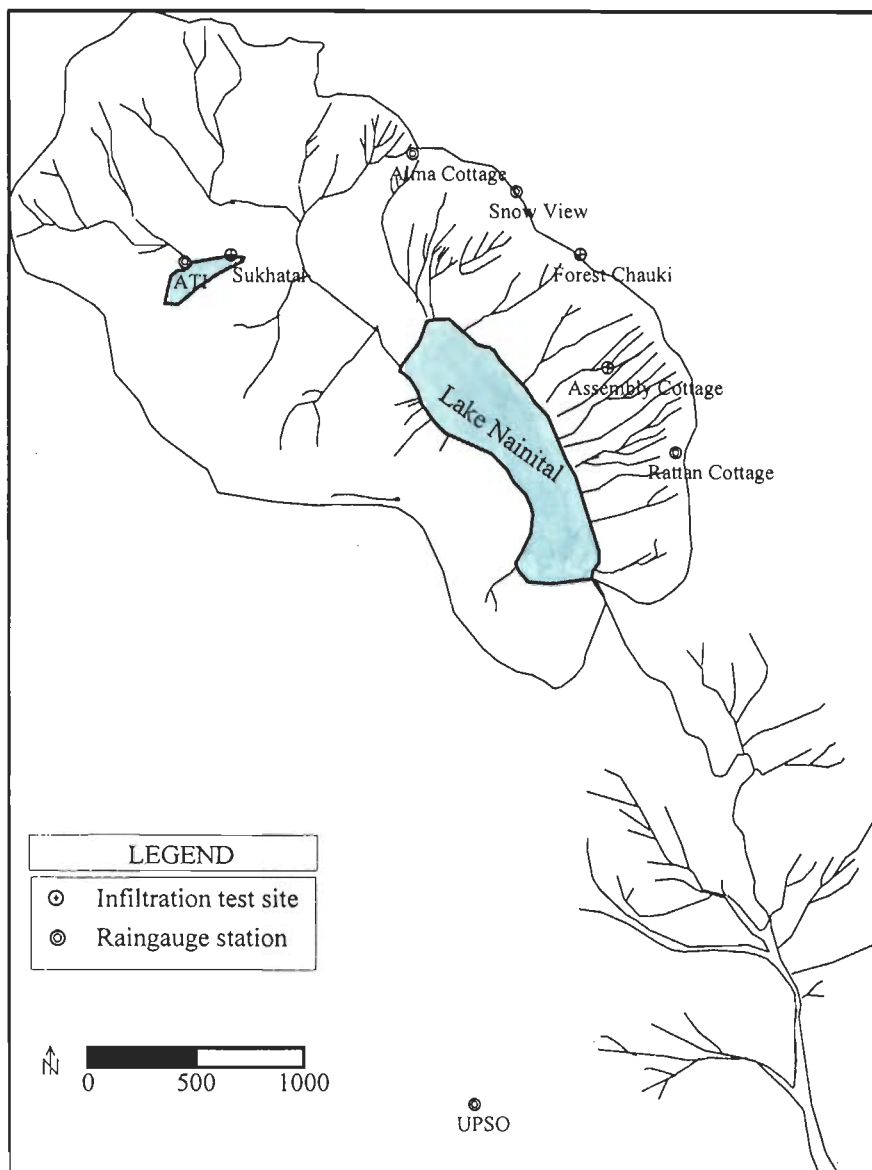 Alma Cottage
Snow View
ATI
Sukhatal
Forest Chauki
Assembly Cottage
Lake Nainital
Rattan Cottage
LEGEND
Infiltration test site
Raingauge station
N
0 500 1000
UPSO